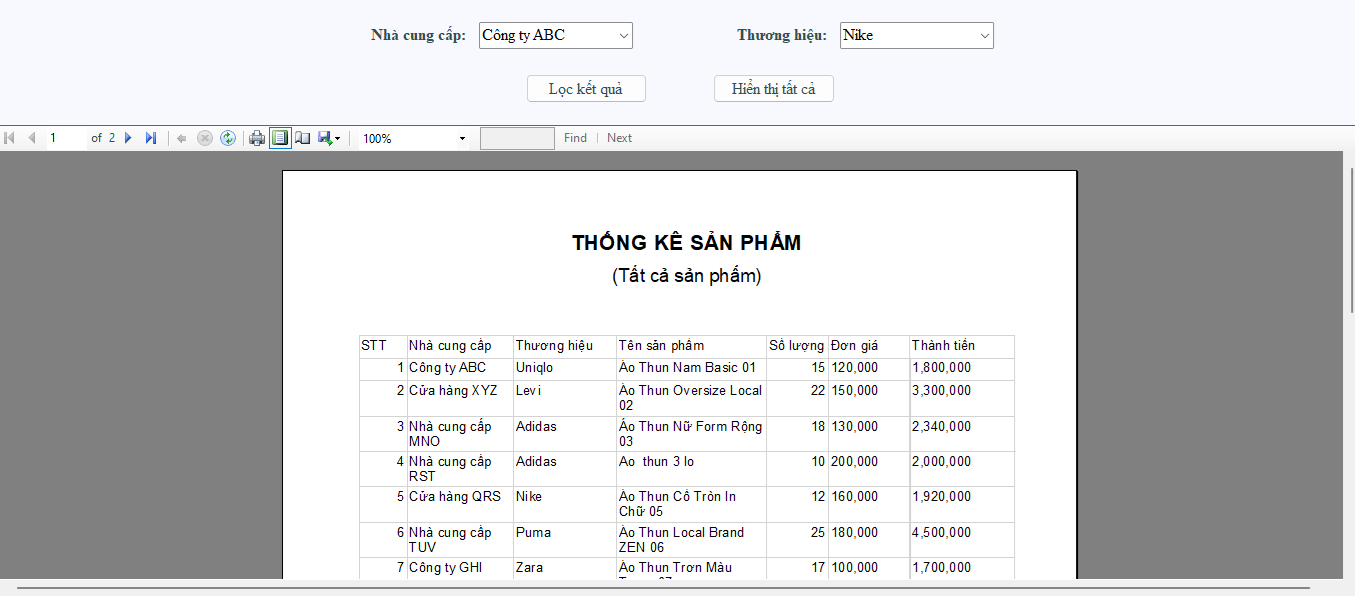 Nhà cung cấp: Công ty ABC Thương hiệu: Nike
Lọc kết quả Hiển thị tất cả
1 of 2 100% Find Next
THỐNG KÊ SẢN PHẨM
(Tất cả sản phẩm)
STT Nhà cung cấp Thương hiệu Tên sản phẩm Số lượng Đơn giá Thành tiền
1 Công ty ABC Uniqlo Áo Thun Nam Basic 01 15 120,000 1,800,000
2 Cửa hàng XYZ Levi Áo Thun Oversize Local 22 150,000 3,300,000
02
3 Nhà cung cấp Adidas Áo Thun Nữ Form Rộng 18 130,000 2,340,000
MNO 03
4 Nhà cung cấp Adidas Ao thun 3 lo 10 200,000 2,000,000
RST
5 Cửa hàng QRS Nike Áo Thun Cổ Tròn In 12 160,000 1,920,000
Chữ 05
6 Nhà cung cấp Puma Áo Thun Local Brand 25 180,000 4,500,000
TUV ZEN 06
7 Công ty GHI Zara Áo Thun Trơn Màu 17 100,000 1,700,000